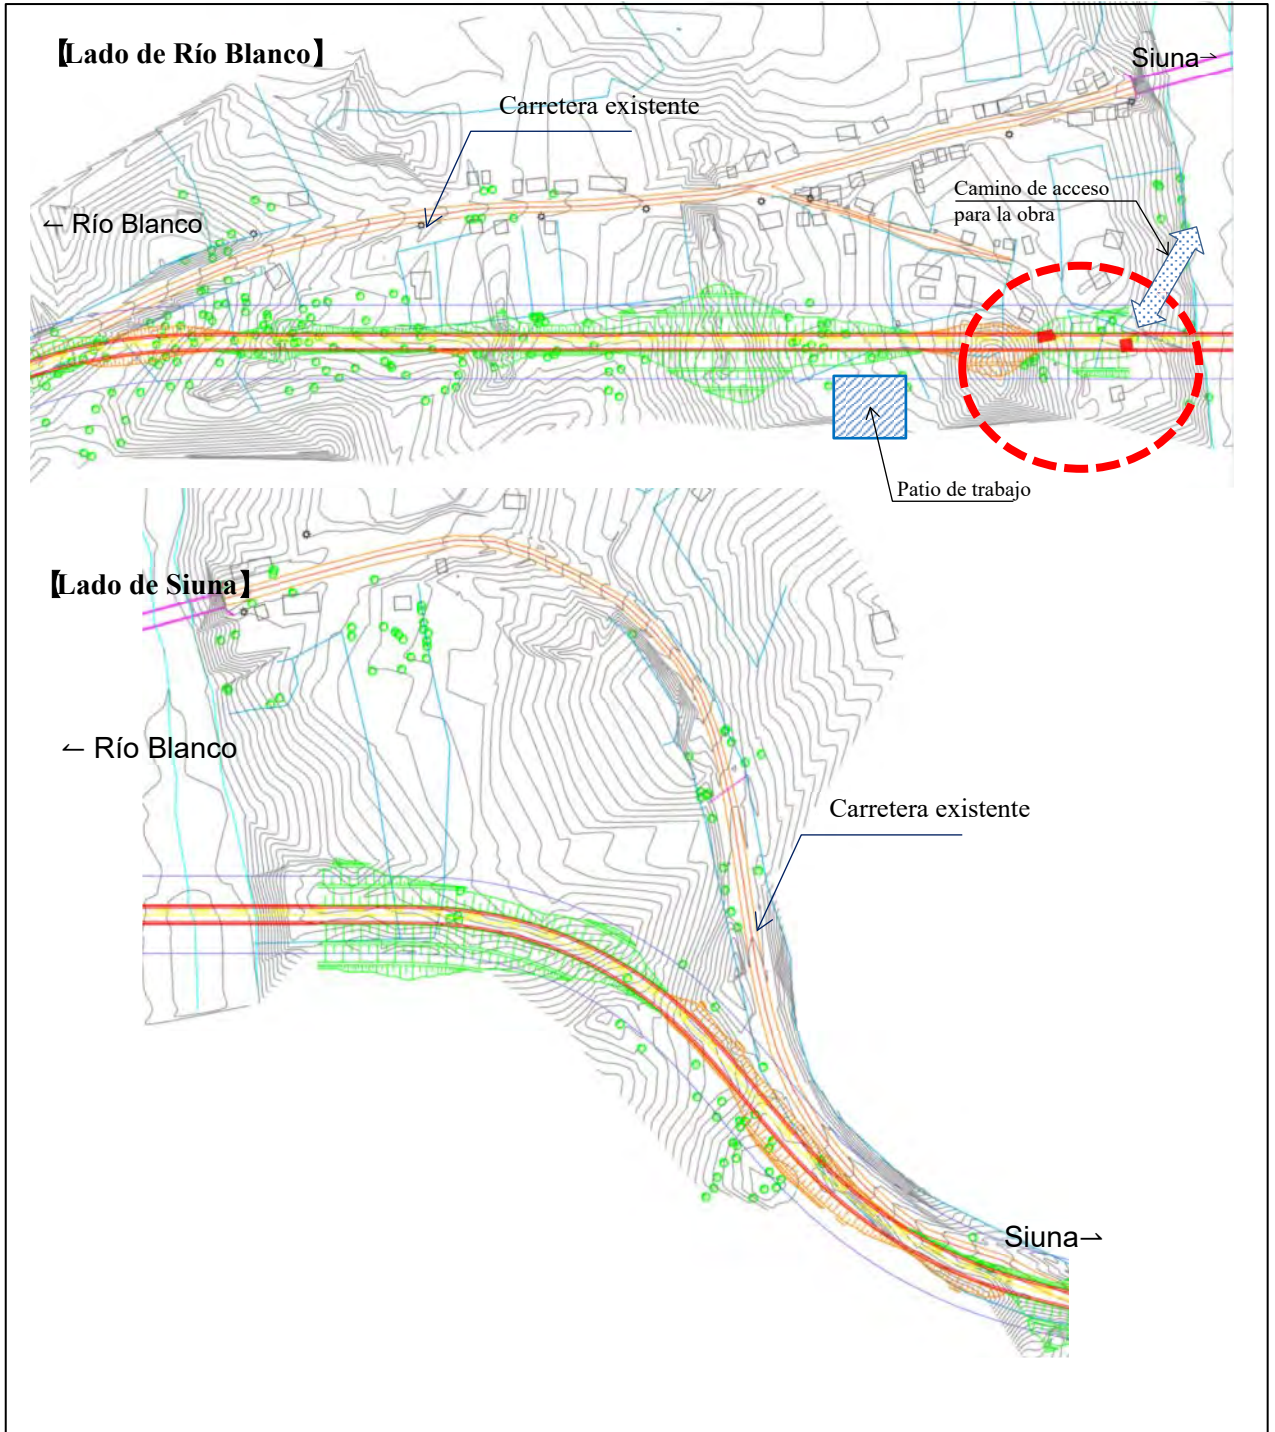 【Lado de Río Blanco】
Siuna→
Carretera existente
Camino de acceso
para la obra
← Río Blanco
Patio de trabajo
【Lado de Siuna】
← Río Blanco
Carretera existente
Siuna→